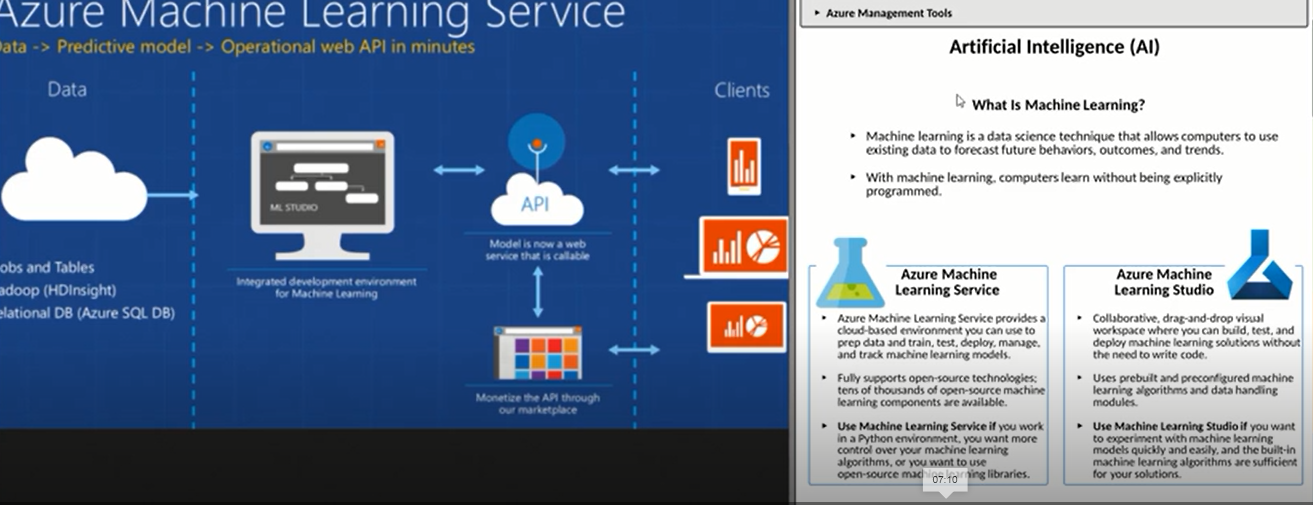 Azure Machine Learning Service
Data -> Predictive model -> Operational web API in minutes
Data
Clients
ML STUDIO
API
Model is now a web
service that is callable
Integrated development environment
for Machine Learning
obs and Tables
adoop (HDInsight)
elational DB (Azure SQL DB)
Monetize the API through
our marketplace
Azure Management Tools
Artificial Intelligence (AI)
What Is Machine Learning?
Machine learning is a data science technique that allows computers to use
existing data to forecast future behaviors, outcomes, and trends.
With machine learning, computers learn without being explicitly
programmed.
Azure Machine
Learning Service
Azure Machine Learning Service provides a
cloud-based environment you can use to
prep data and train, test, deploy, manage,
and track machine learning models.
Fully supports open-source technologies;
tens of thousands of open-source machine
learning components are available.
Use Machine Learning Service if you work
in a Python environment, you want more
control over your machine learning
algorithms, or you want to use
open-source machine learning libraries.
Azure Machine
Learning Studio
Collaborative, drag-and-drop visual
workspace where you can build, test, and
deploy machine learning solutions without
the need to write code.
Uses prebuilt and preconfigured machine
learning algorithms and data handling
modules.
Use Machine Learning Studio if you want
to experiment with machine learning
models quickly and easily, and the built-in
machine learning algorithms are sufficient
for your solutions.
07:10